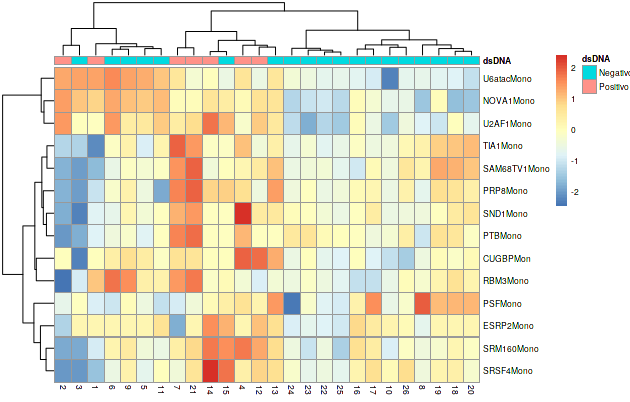 dsDNA
U6atacMono
NOVA1Mono
U2AF1Mono
TIA1Mono
SAM68TV1Mono
PRP8Mono
SND1Mono
PTBMono
CUGBPMon
RBM3Mono
PSFMono
ESRP2Mono
SRM160Mono
SRSF4Mono
2 3 1 6 9 5 11 7 21 14 15 4 12 13 24 23 22 25 16 17 10 26 8 19 18 20
2
1
0
-1
-2
dsDNA
Negativo
Positivo